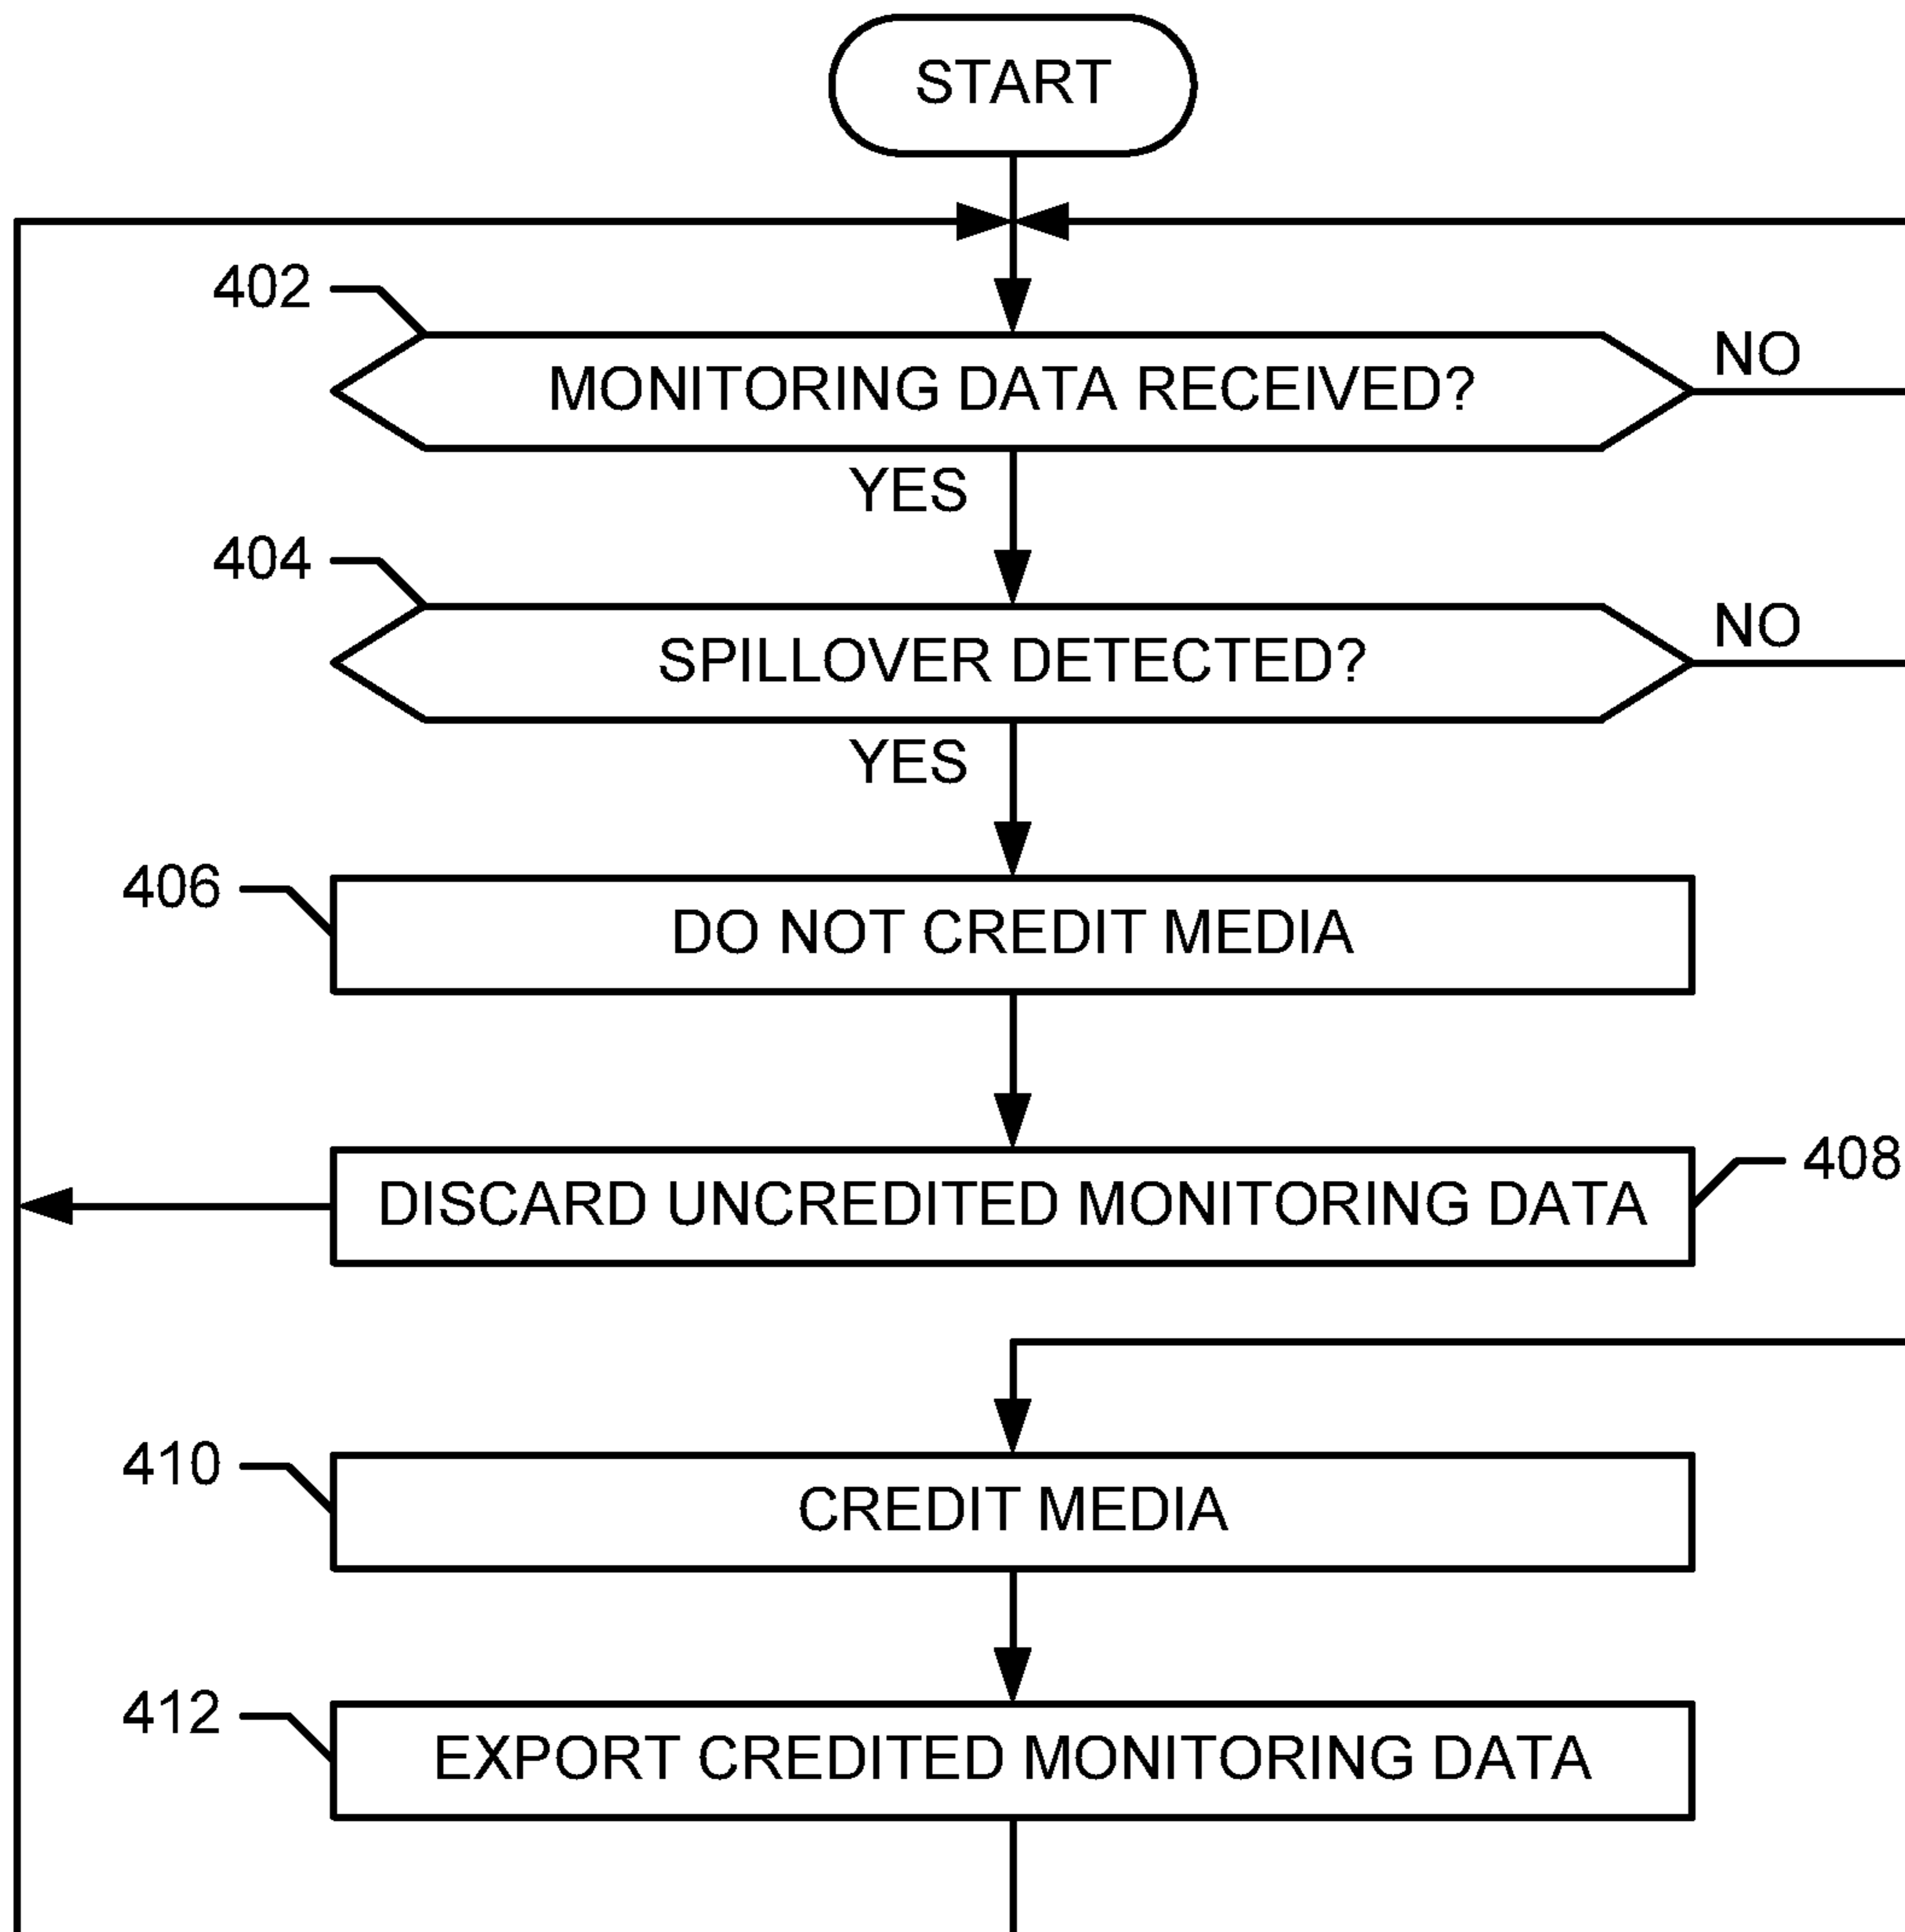 START
402
MONITORING DATA RECEIVED?
NO
YES
404
SPILLOVER DETECTED?
NO
YES
406
DO NOT CREDIT MEDIA
DISCARD UNCREDITED MONITORING DATA
408
410
CREDIT MEDIA
412
EXPORT CREDITED MONITORING DATA